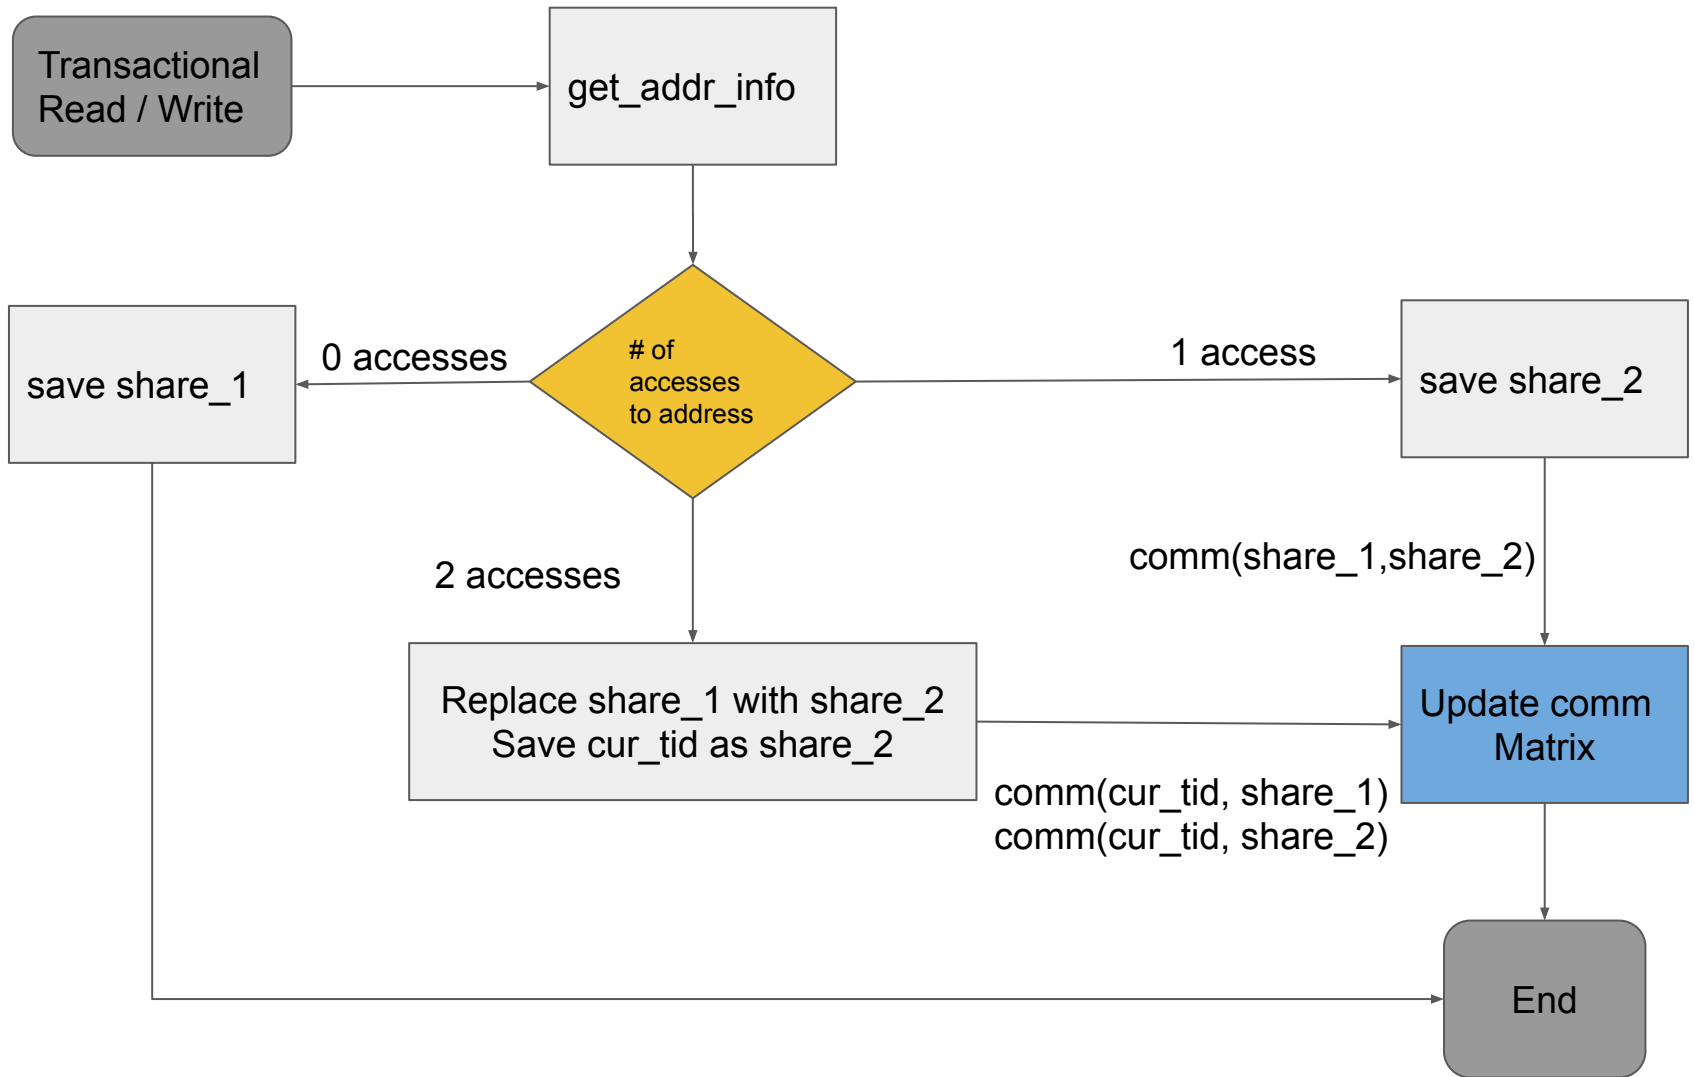 Transactional
Read / Write
get_addr_info
save share_1
0 accesses
# of
accesses
to address
1 access
save share_2
2 accesses
comm(share_1,share_2)
Replace share_1 with share_2
Save cur_tid as share_2
comm(cur_tid, share_1)
comm(cur_tid, share_2)
Update comm
Matrix
End